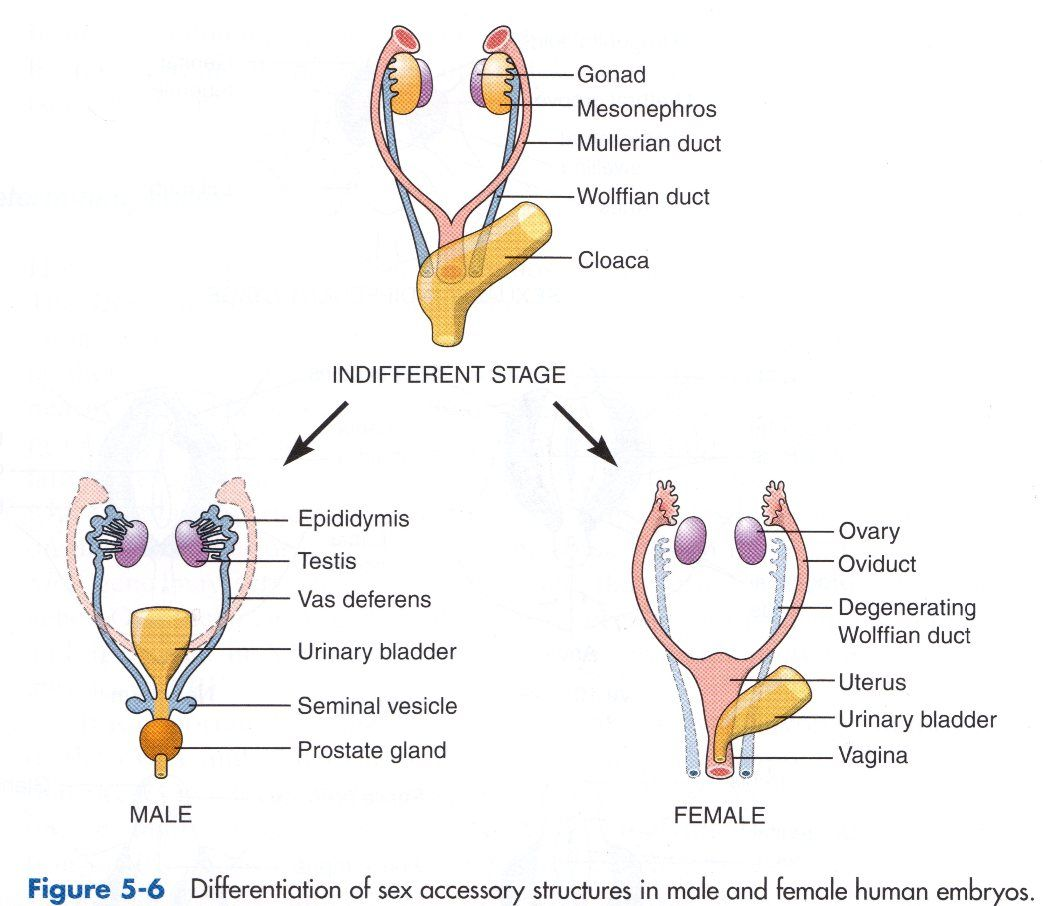 Gonad
Mesonephros
Mullerian duct
Wolffian duct
Cloaca
INDIFFERENT STAGE
Epididymis
Testis
Vas deferens
Urinary bladder
Seminal vesicle
Prostate gland
MALE
Ovary
Oviduct
Degenerating
Wolffian duct
Uterus
Urinary bladder
Vagina
FEMALE
Figure 5-6 Differentiation of sex accessory structures in male and female human embryos.